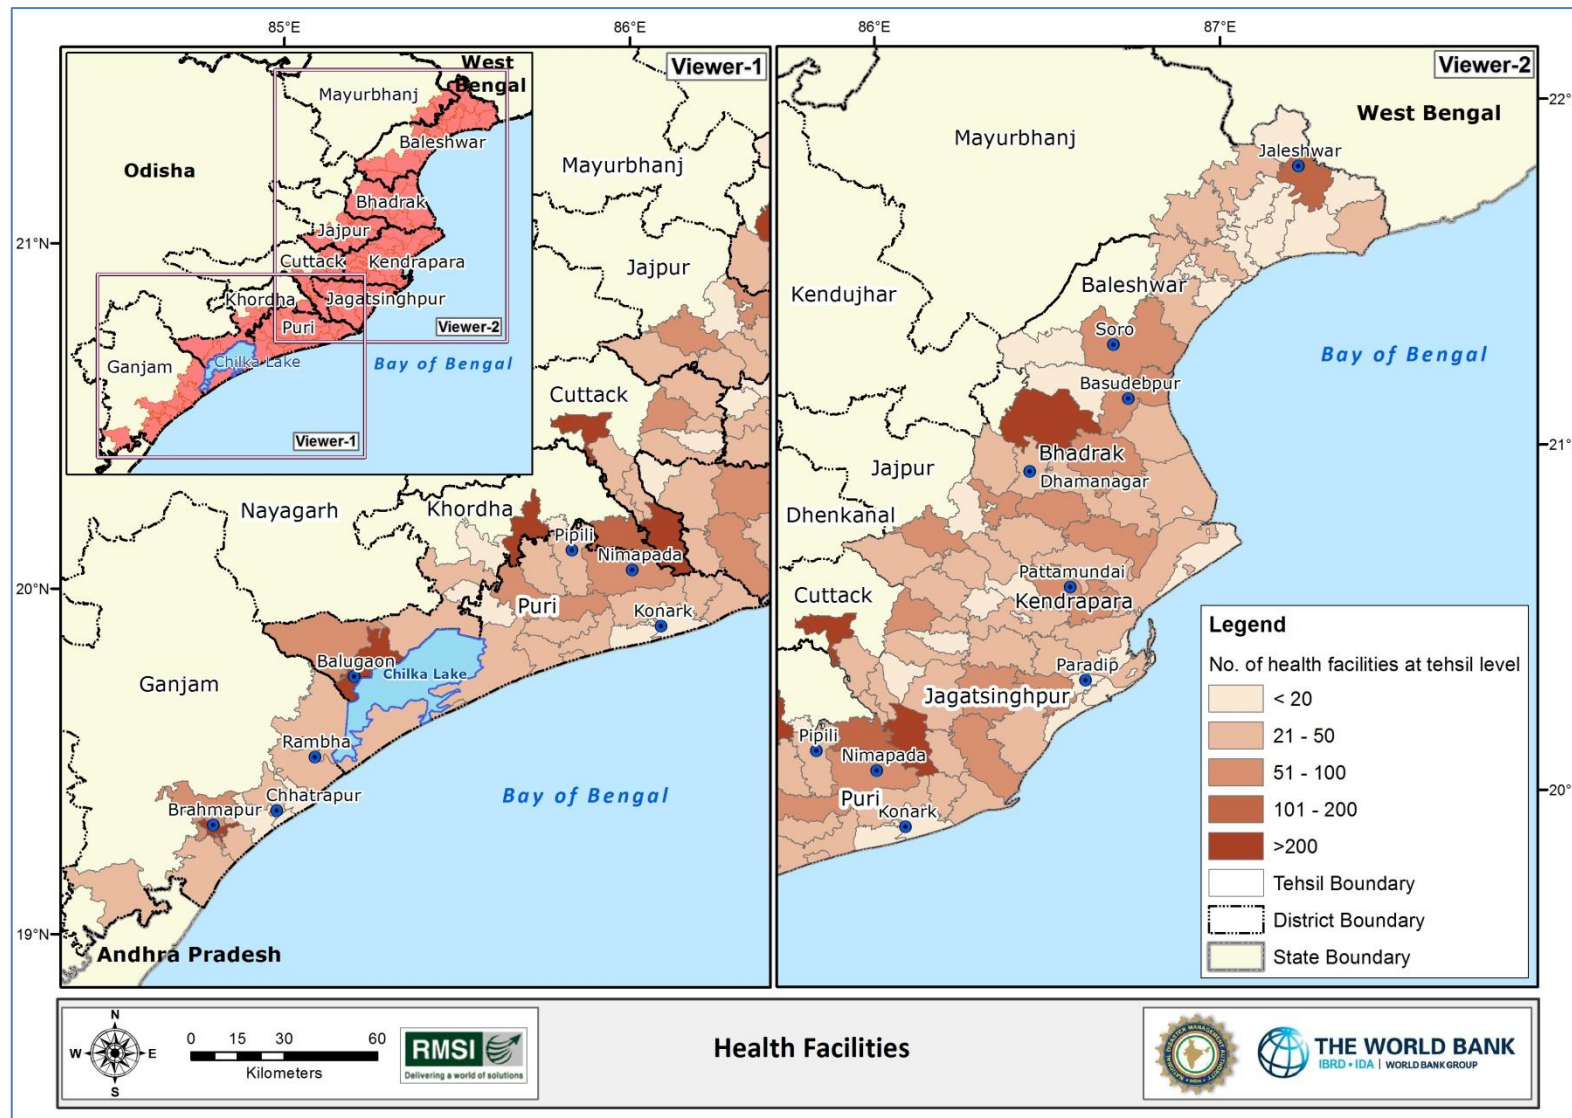 85°E
86°E
86°E
87°E
Viewer-1
Viewer-2
22°
21°N
21°
20°N
20°
19°N
West
Bengal
Mayurbhanj
Baleshwar
Odisha
Bhadrak
Jajpur
Cuttack
Kendrapara
Khordha
Jagatsinghpur
Puri
Viewer-2
Ganjam
Chilka Lake
Bay of Bengal
Viewer-1
Mayurbhanj
Jajpur
Cuttack
Nayagarh
Khordha
Pipili
Nimapada
Puri
Konark
Balugaon
Chilka Lake
Ganjam
Rambha
Chhatrapur
Brahmapur
Bay of Bengal
Andhra Pradesh
West Bengal
Mayurbhanj
Jaleshwar
Baleshwar
Kendujhar
Soro
Bay of Bengal
Basudebpur
Bhadrak
Jajpur
Dhamanagar
Dhenkanal
Pattamundai
Cuttack
Kendrapara
Paradip
Jagatsinghpur
Pipili
Nimapada
Puri
Konark
Legend
No. of health facilities at tehsil level
< 20
21 - 50
51 - 100
101 - 200
>200
Tehsil Boundary
District Boundary
State Boundary
N
W E
S
0 15 30 60
Kilometers
RMSI
Delivering a world of solutions
Health Facilities
NATIONAL DISASTER MANAGEMENT AUTHORITY
THE WORLD BANK
IBRD • IDA | WORLD BANK GROUP